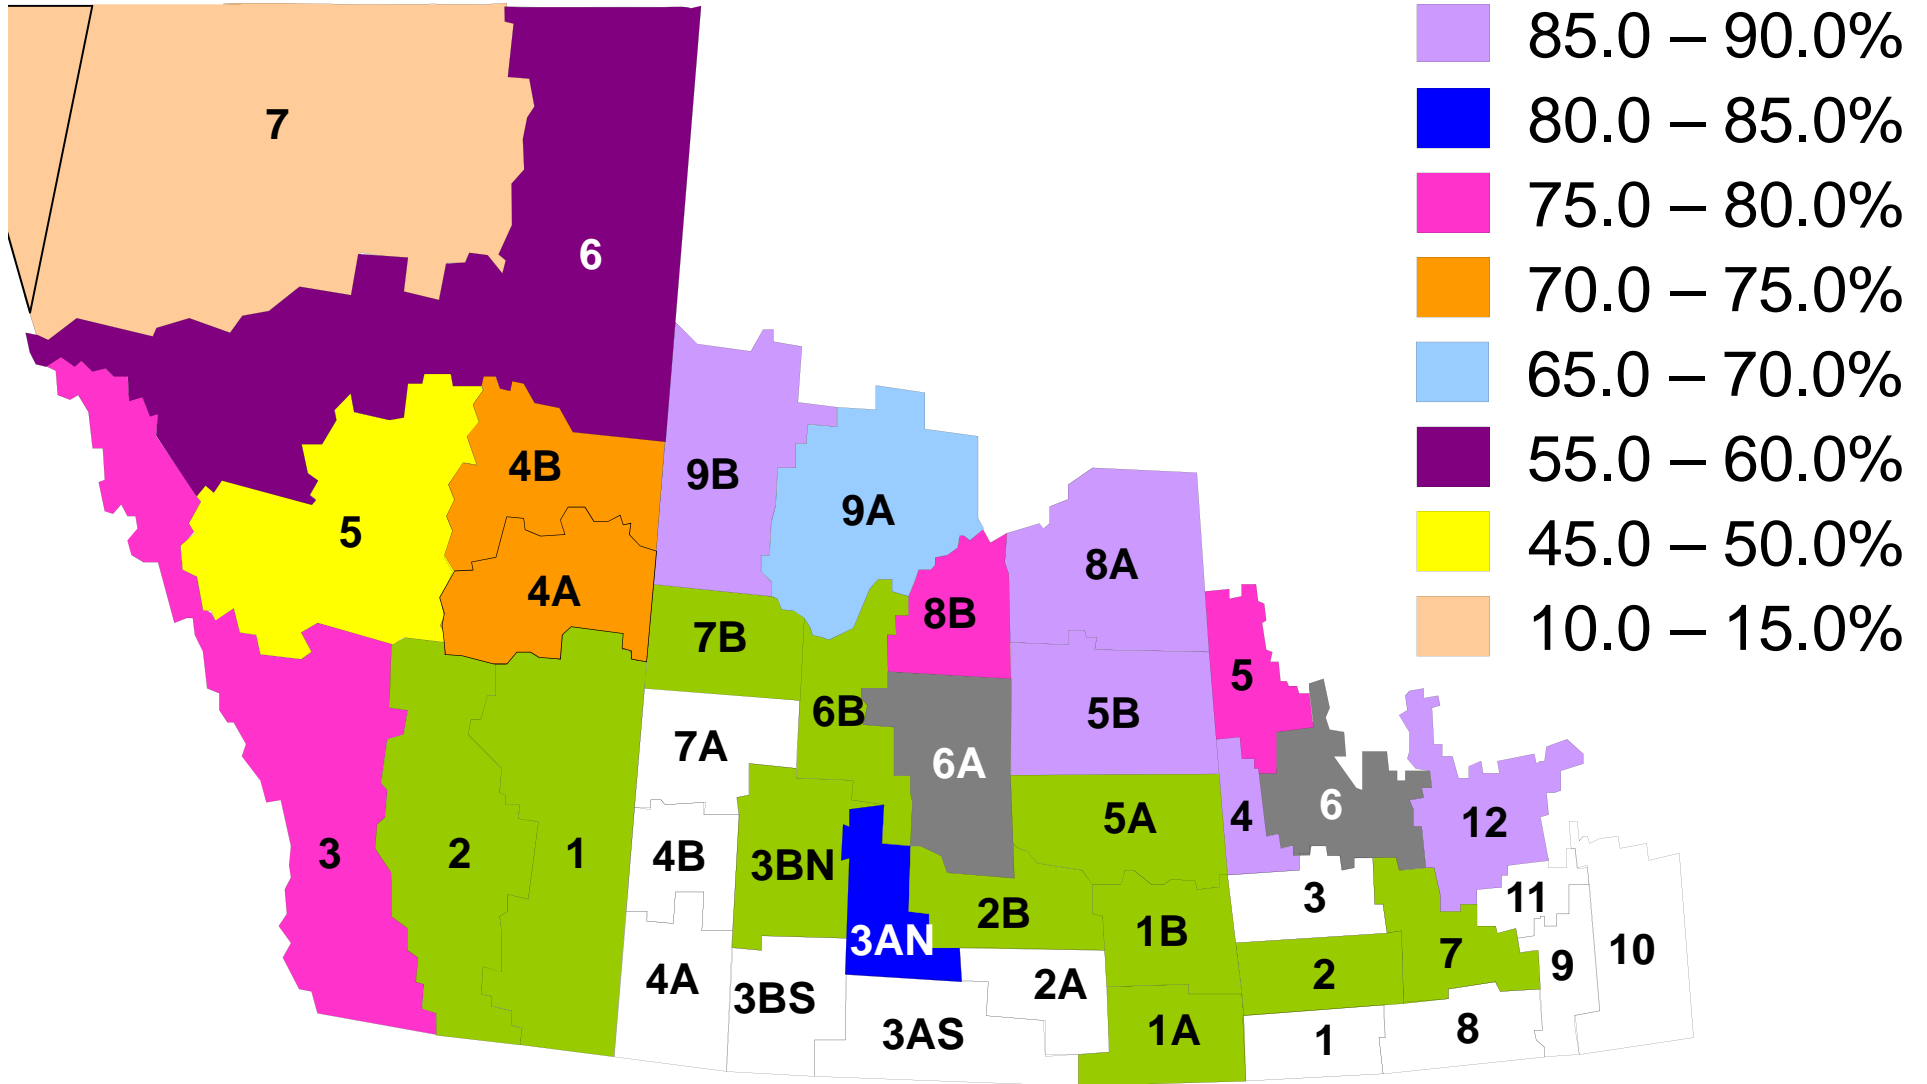 85.0 – 90.0%
80.0 – 85.0%
75.0 – 80.0%
70.0 – 75.0%
65.0 – 70.0%
55.0 – 60.0%
45.0 – 50.0%
10.0 – 15.0%
7
6
4B
9B
9A
5
8A
4A
8B
7B
5
6B
5B
7A
6A
6
4
5A
12
3
2
1
4B
3BN
3
11
2B
1B
3AN
7
10
9
2
4A
2A
3BS
8
3AS
1A
1